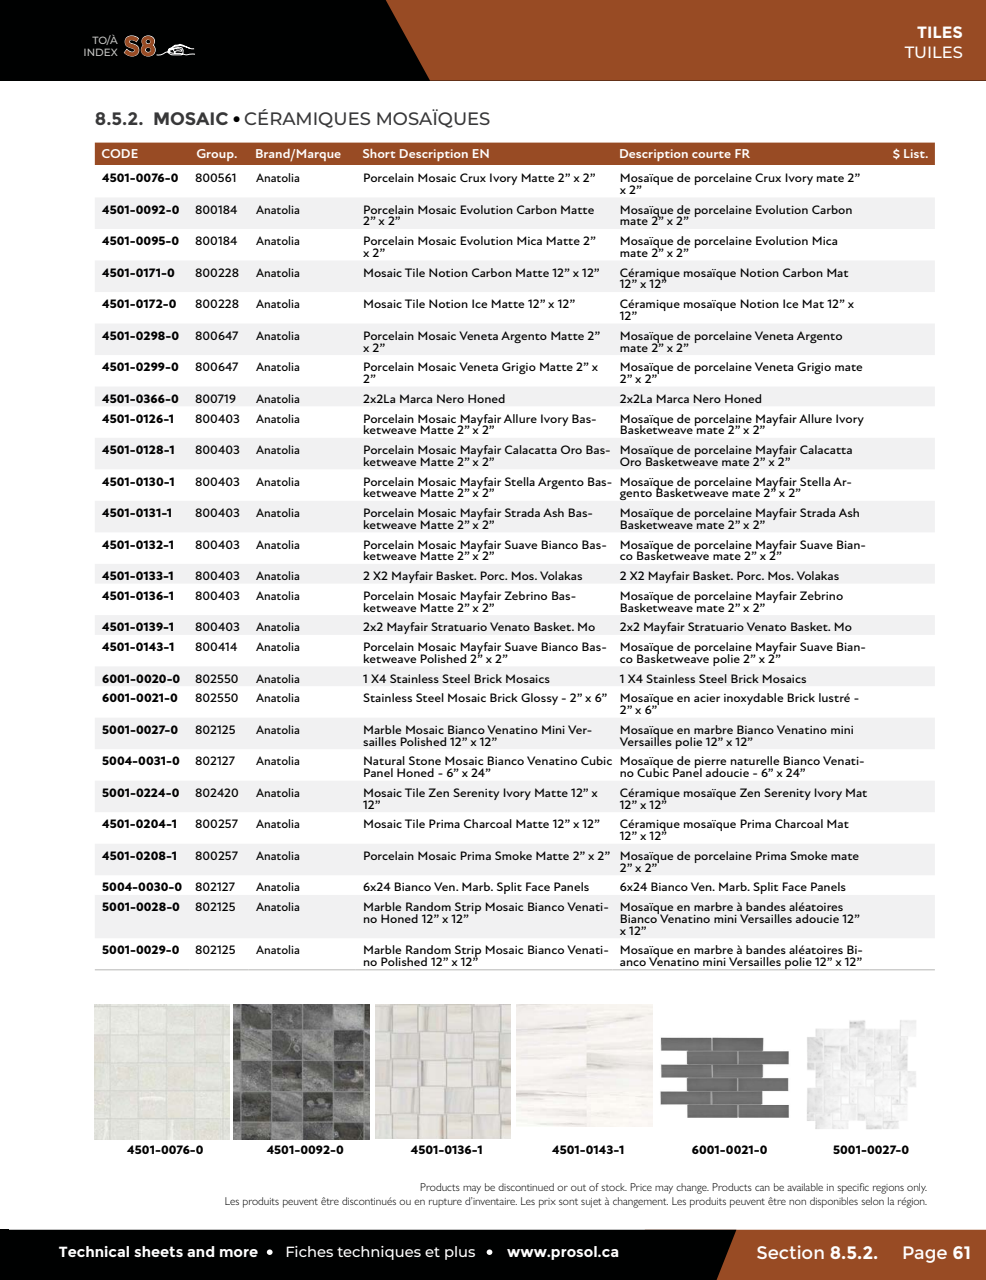 TO/À
INDEX S8
TILES
TUILES
8.5.2. MOSAIC • CÉRAMIQUES MOSAÏQUES
CODE Group. Brand/Marque Short Description EN Description courte FR $ List.
4501-0076-0 800561 Anatolia Porcelain Mosaic Crux Ivory Matte 2” x 2” Mosaïque de porcelaine Crux Ivory mate 2”
x 2”
4501-0092-0 800184 Anatolia Porcelain Mosaic Evolution Carbon Matte Mosaïque de porcelaine Evolution Carbon
2” x 2” mate 2” x 2”
4501-0095-0 800184 Anatolia Porcelain Mosaic Evolution Mica Matte 2” Mosaïque de porcelaine Evolution Mica
x 2” mate 2” x 2”
4501-0171-0 800228 Anatolia Mosaic Tile Notion Carbon Matte 12” x 12” Céramique mosaïque Notion Carbon Mat
12” x 12”
4501-0172-0 800228 Anatolia Mosaic Tile Notion Ice Matte 12” x 12” Céramique mosaïque Notion Ice Mat 12” x
12”
4501-0298-0 800647 Anatolia Porcelain Mosaic Veneta Argento Matte 2” Mosaïque de porcelaine Veneta Argento
x 2” mate 2” x 2”
4501-0299-0 800647 Anatolia Porcelain Mosaic Veneta Grigio Matte 2” x Mosaïque de porcelaine Veneta Grigio mate
2” 2” x 2”
4501-0366-0 800719 Anatolia 2x2La Marca Nero Honed 2x2La Marca Nero Honed
4501-0126-1 800403 Anatolia Porcelain Mosaic Mayfair Allure Ivory Bas- Mosaïque de porcelaine Mayfair Allure Ivory
ketweave Matte 2” x 2” Basketweave mate 2” x 2”
4501-0128-1 800403 Anatolia Porcelain Mosaic Mayfair Calacatta Oro Bas- Mosaïque de porcelaine Mayfair Calacatta
ketweave Matte 2” x 2” Oro Basketweave mate 2” x 2”
4501-0130-1 800403 Anatolia Porcelain Mosaic Mayfair Stella Argento Bas- Mosaïque de porcelaine Mayfair Stella Ar-
ketweave Matte 2” x 2” gento Basketweave mate 2” x 2”
4501-0131-1 800403 Anatolia Porcelain Mosaic Mayfair Strada Ash Bas- Mosaïque de porcelaine Mayfair Strada Ash
ketweave Matte 2” x 2” Basketweave mate 2” x 2”
4501-0132-1 800403 Anatolia Porcelain Mosaic Mayfair Suave Bianco Bas- Mosaïque de porcelaine Mayfair Suave Bian-
ketweave Matte 2” x 2” co Basketweave mate 2” x 2”
4501-0133-1 800403 Anatolia 2 X2 Mayfair Basket. Porc. Mos. Volakas 2 X2 Mayfair Basket. Porc. Mos. Volakas
4501-0136-1 800403 Anatolia Porcelain Mosaic Mayfair Zebrino Bas- Mosaïque de porcelaine Mayfair Zebrino
ketweave Matte 2” x 2” Basketweave mate 2” x 2”
4501-0139-1 800403 Anatolia 2x2 Mayfair Stratuario Venato Basket. Mo 2x2 Mayfair Stratuario Venato Basket. Mo
4501-0143-1 800414 Anatolia Porcelain Mosaic Mayfair Suave Bianco Bas- Mosaïque de porcelaine Mayfair Suave Bian-
ketweave Polished 2” x 2” co Basketweave polie 2” x 2”
6001-0020-0 802550 Anatolia 1 X4 Stainless Steel Brick Mosaics 1 X4 Stainless Steel Brick Mosaics
6001-0021-0 802550 Anatolia Stainless Steel Mosaic Brick Glossy - 2” x 6” Mosaïque en acier inoxydable Brick lustré -
2” x 6”
5001-0027-0 802125 Anatolia Marble Mosaic Bianco Venatino Mini Ver- Mosaïque en marbre Bianco Venatino mini
sailles Polished 12” x 12” Versailles polie 12” x 12”
5004-0031-0 802127 Anatolia Natural Stone Mosaic Bianco Venatino Cubic Mosaïque de pierre naturelle Bianco Venati-
Panel Honed - 6” x 24” no Cubic Panel adoucie - 6” x 24”
5001-0224-0 802420 Anatolia Mosaic Tile Zen Serenity Ivory Matte 12” x Céramique mosaïque Zen Serenity Ivory Mat
12” 12” x 12”
4501-0204-1 800257 Anatolia Mosaic Tile Prima Charcoal Matte 12” x 12” Céramique mosaïque Prima Charcoal Mat
12” x 12”
4501-0208-1 800257 Anatolia Porcelain Mosaic Prima Smoke Matte 2” x 2” Mosaïque de porcelaine Prima Smoke mate
2” x 2”
5004-0030-0 802127 Anatolia 6x24 Bianco Ven. Marb. Split Face Panels 6x24 Bianco Ven. Marb. Split Face Panels
5001-0028-0 802125 Anatolia Marble Random Strip Mosaic Bianco Venati- Mosaïque en marbre à bandes aléatoires
no Honed 12” x 12” Bianco Venatino mini Versailles adoucie 12”
x 12”
5001-0029-0 802125 Anatolia Marble Random Strip Mosaic Bianco Venati- Mosaïque en marbre à bandes aléatoires Bi-
no Polished 12” x 12” anco Venatino mini Versailles polie 12” x 12”
4501-0076-0 4501-0092-0 4501-0136-1 4501-0143-1 6001-0021-0 5001-0027-0
Products may be discontinued or out of stock. Price may change. Products can be available in specific regions only.
Les produits peuvent être discontinués ou en rupture d’inventaire. Les prix sont sujet à changement. Les produits peuvent être non disponibles selon la région.
Technical sheets and more • Fiches techniques et plus • www.prosol.ca Section 8.5.2. Page 61